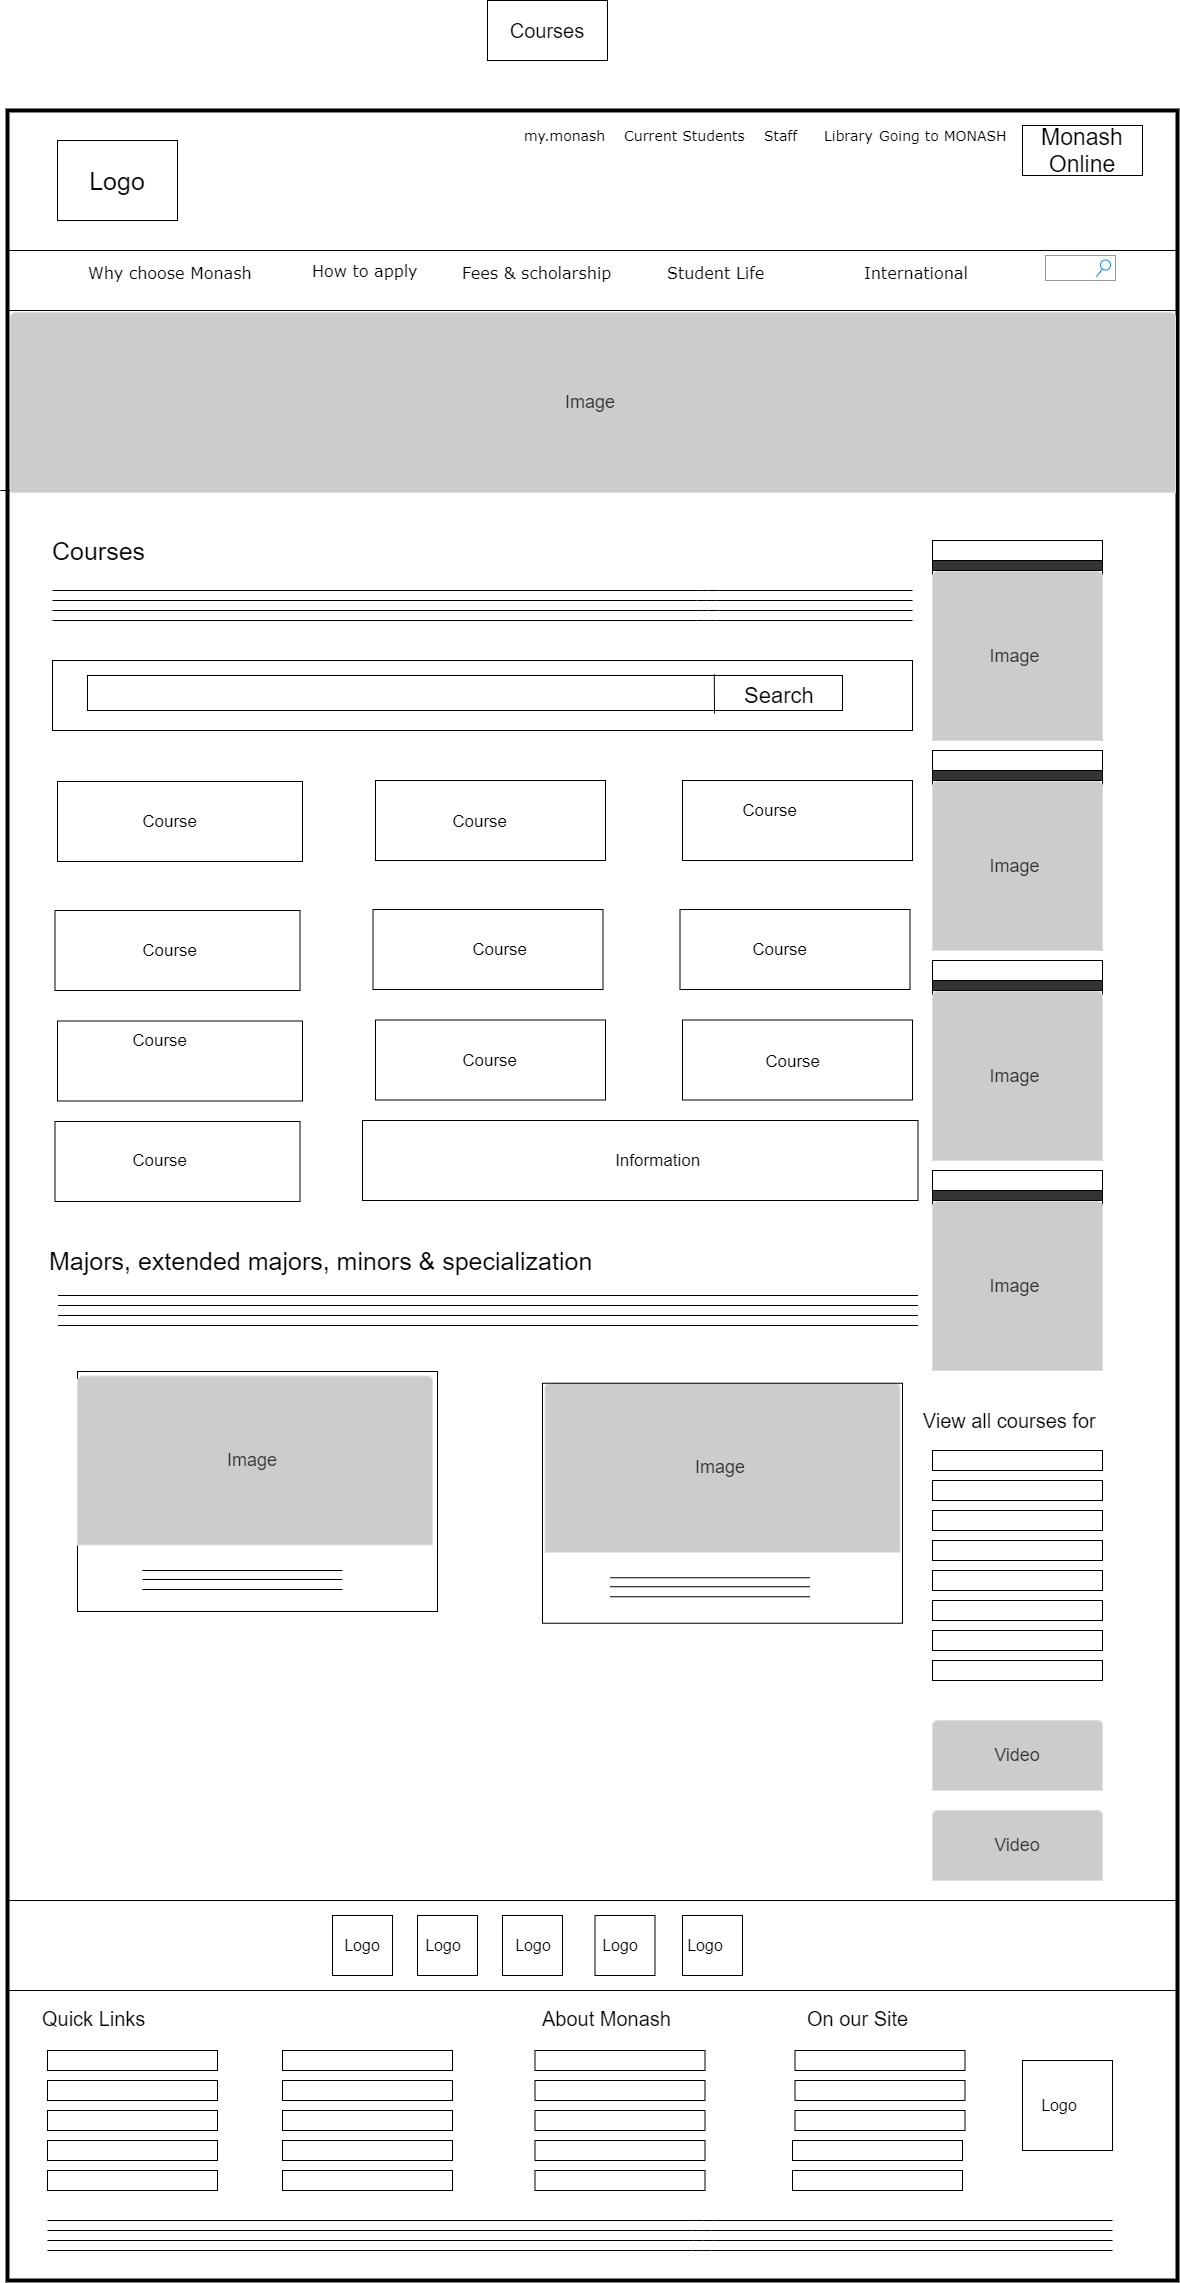 Courses
my.monash
Current Students
Staff
Library
Going to MONASH
Monash
Online
Logo
Why choose Monash
How to apply
Fees & scholarship
Student Life
International
Image
Courses
Image
Search
Course
Course
Course
Image
Course
Course
Course
Course
Course
Course
Image
Course
Information
Majors, extended majors, minors & specialization
Image
Image
Image
View all courses for
Video
Video
Logo
Logo
Logo
Logo
Logo
Quick Links
About Monash
On our Site
Logo